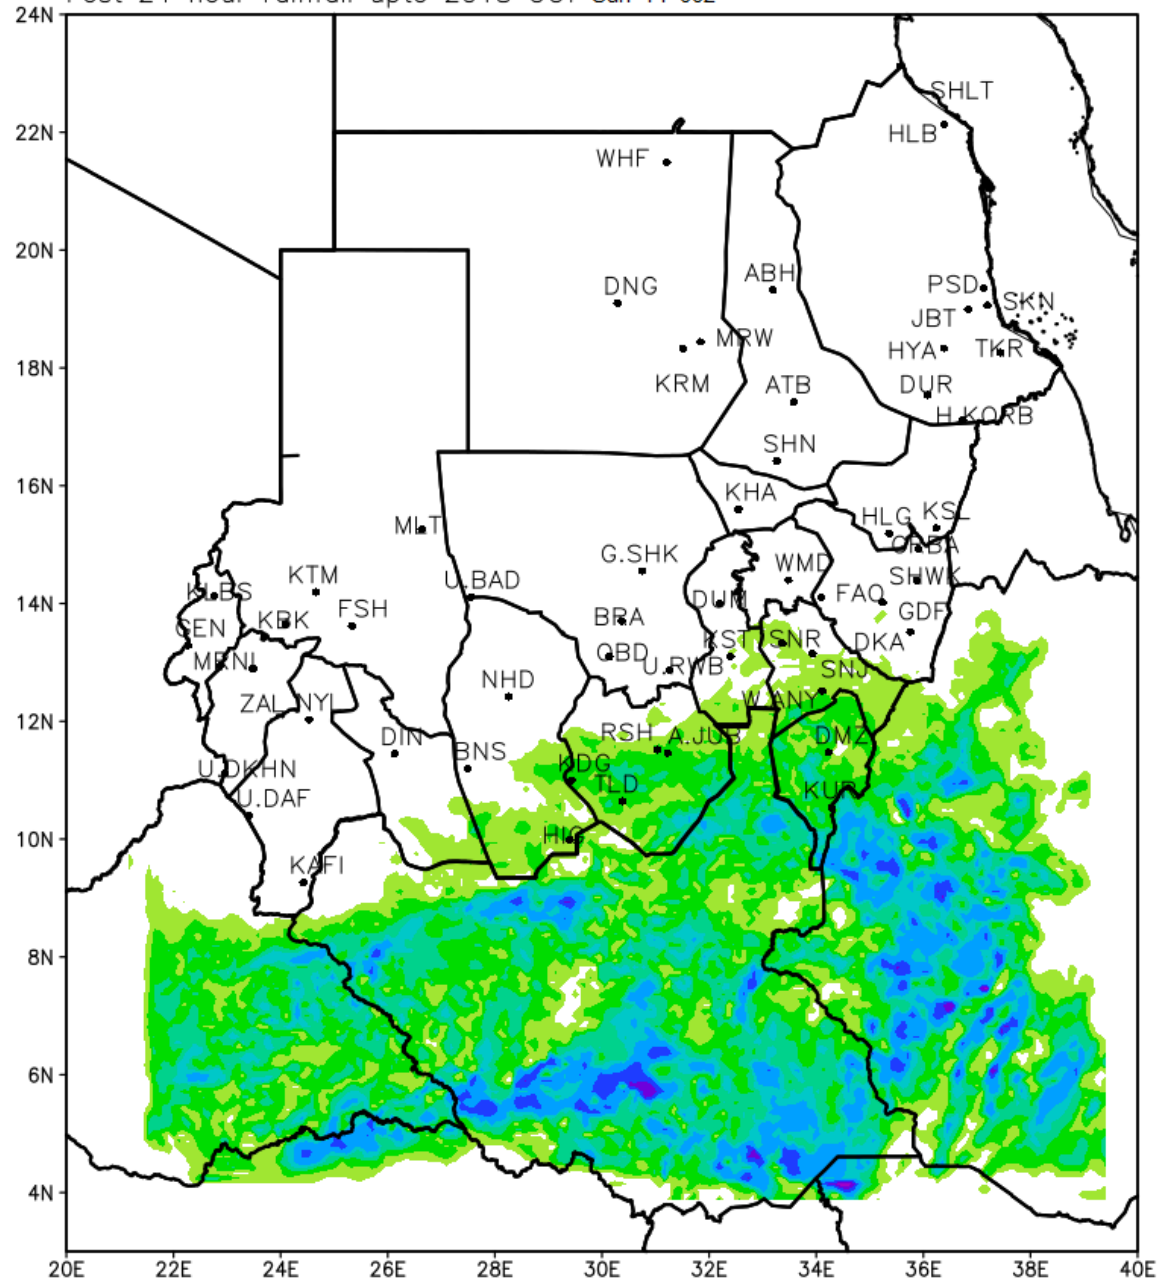 24N
SHLT
22N
HLB
WHF
20N
ABH
DNG
PSD
SKN
JBT
MRW
HYA
TKR
18N
KRM
ATB
DUR
H.KORB
SHN
16N
KHA
MLT
HLG
KSL
GRBA
G.SHK
WMD
KTM
U.BAD
SHWK
KLBS
14N
DUM
FAO
FSH
GDF
KBK
BRA
GEN
KST
SNR
DKA
MRNI
OBD
U.RWB
SNJ
NHD
ZAL
NYL
W.ANY
12N
RSH
A.JUB
DIN
DMZ
BNS
KDG
U.DKHN
TLD
KUR
U.DAF
10N
HIG
KAFI
8N
6N
4N
20E 22E 24E 26E 28E 30E 32E 34E 36E 38E 40E